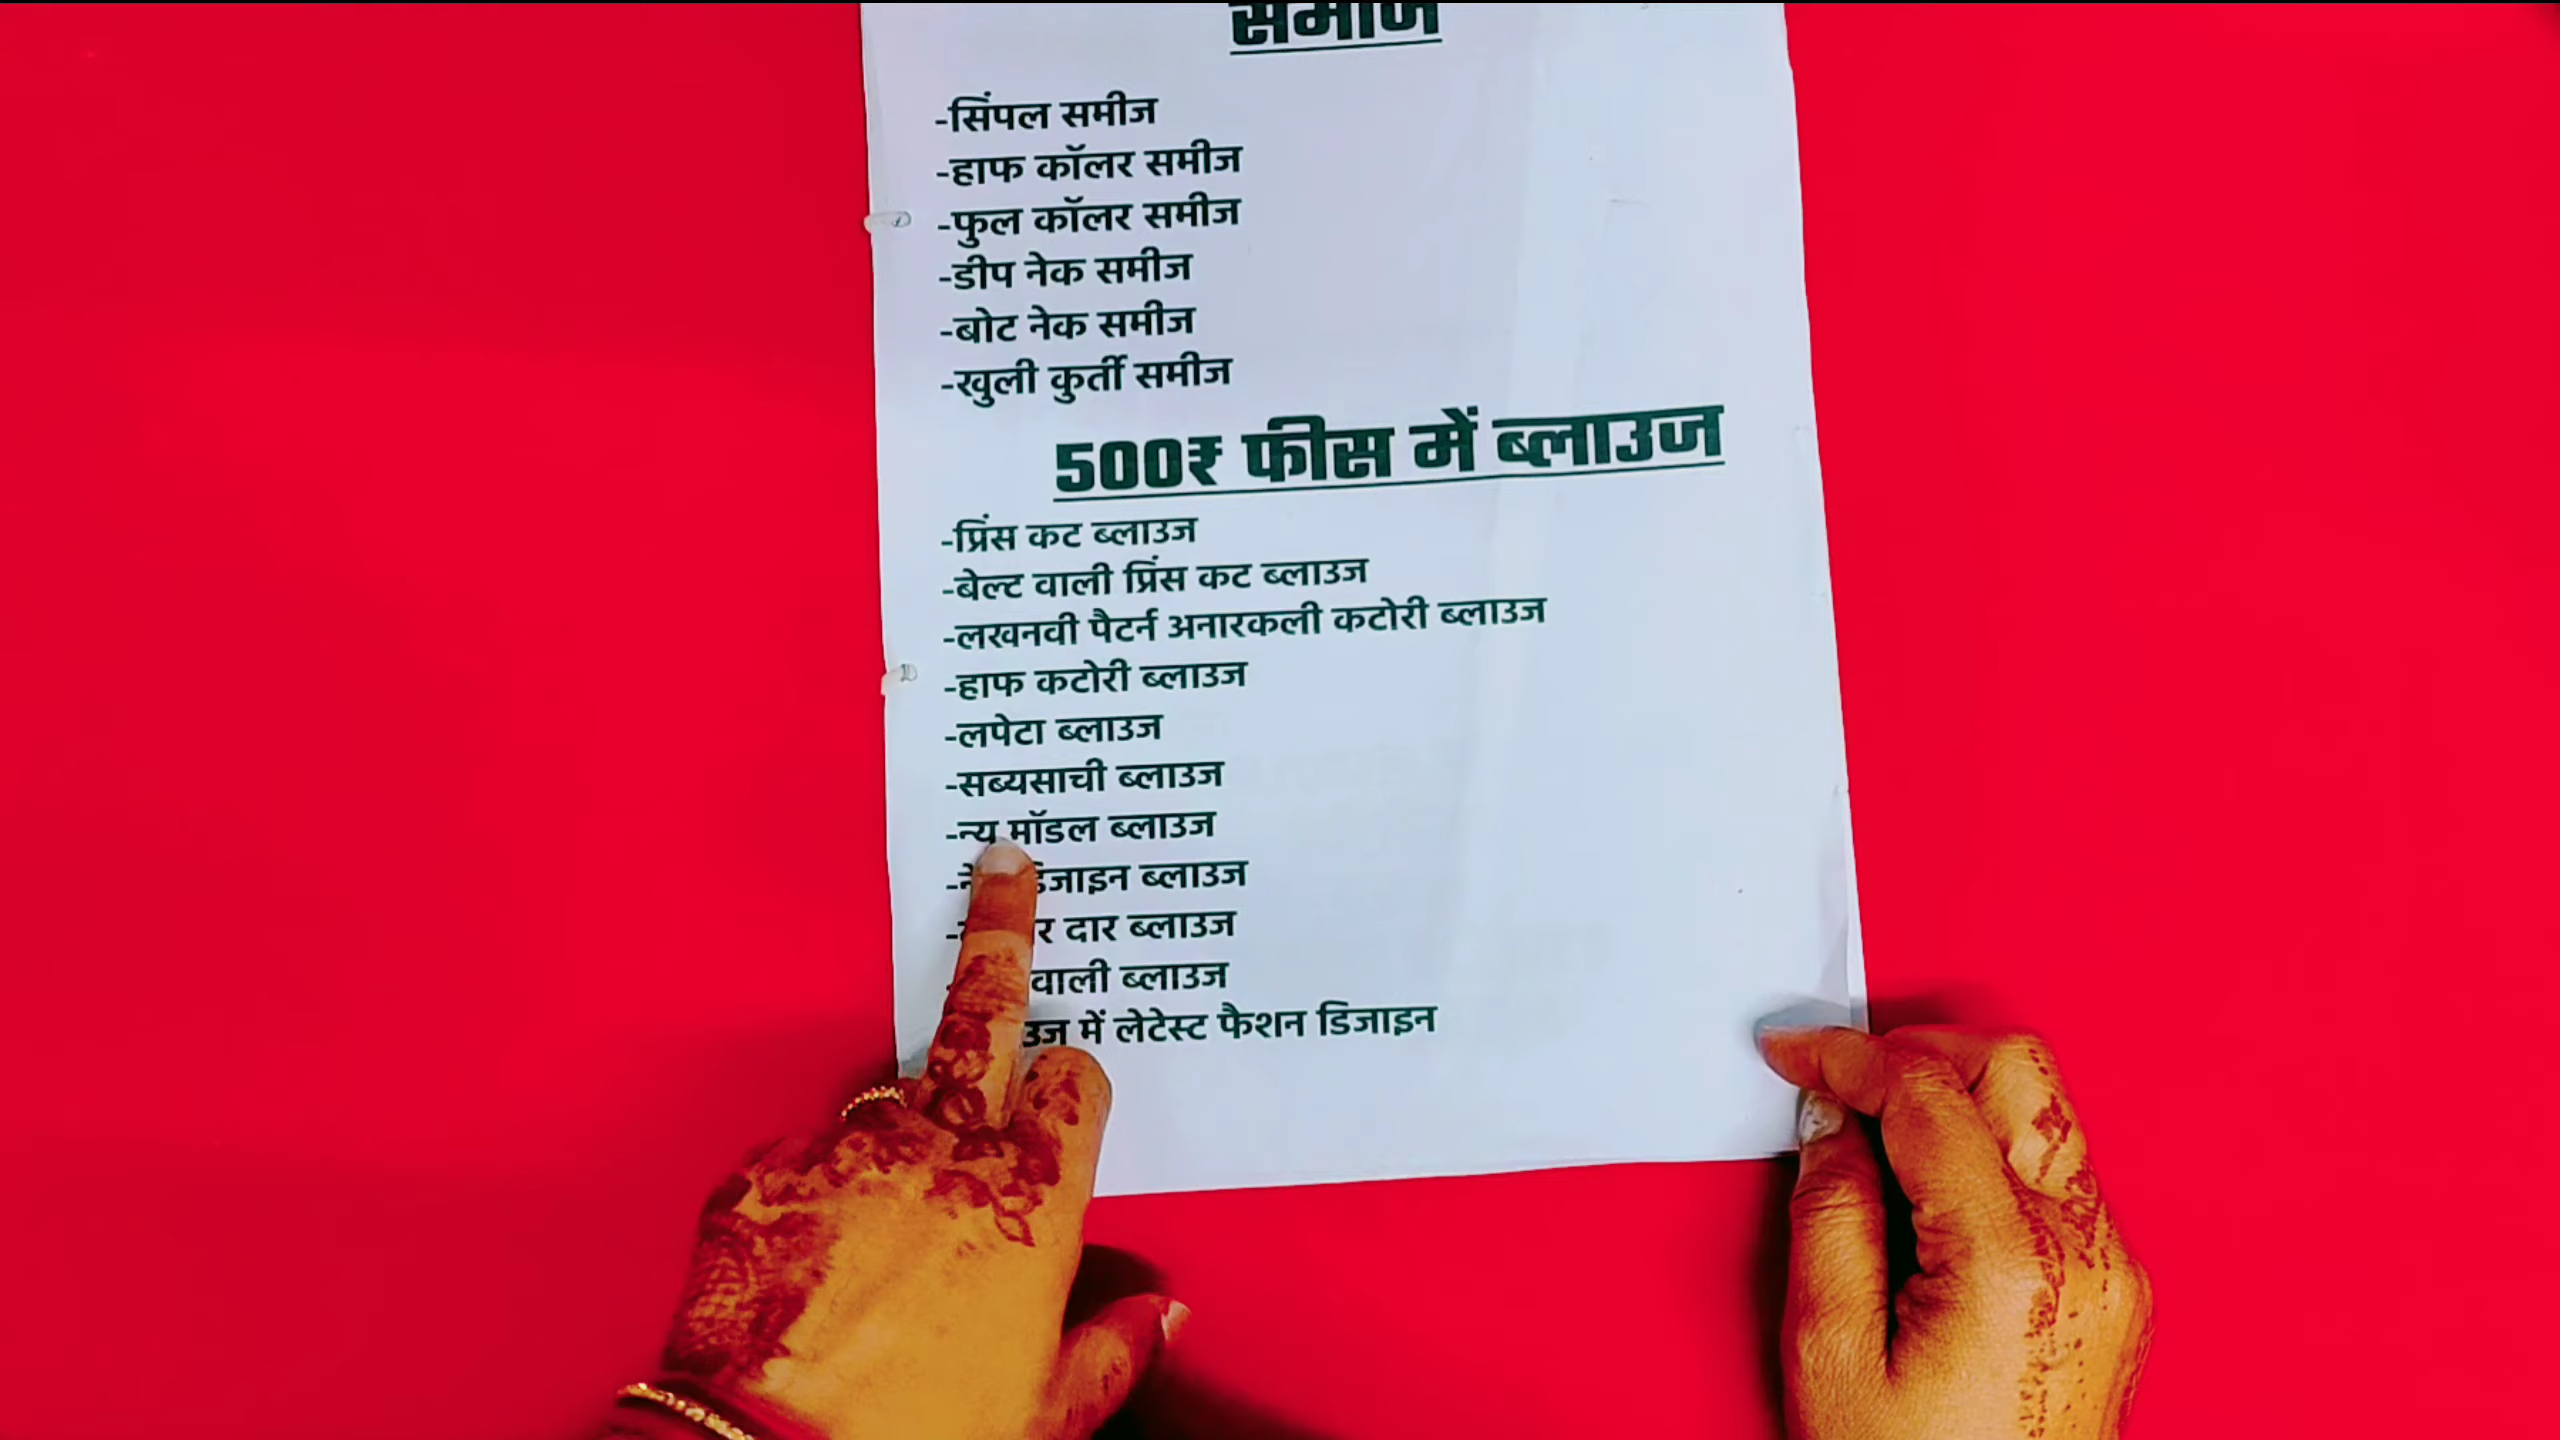 समीज
-सिंपल समीज
-हाफ कॉलर समीज
-फुल कॉलर समीज
-डीप नेक समीज
-बोट नेक समीज
-खुली कुर्ती समीज
500₹ फीस में ब्लाउज
-प्रिंस कट ब्लाउज
-बेल्ट वाली प्रिंस कट ब्लाउज
-लखनवी पैटर्न अनारकली कटोरी ब्लाउज
-हाफ कटोरी ब्लाउज
-लपेटा ब्लाउज
-सब्यसाची ब्लाउज
-न्यू मॉडल ब्लाउज
डिजाइन ब्लाउज
दार ब्लाउज
वाली ब्लाउज
में लेटेस्ट फैशन डिजाइन